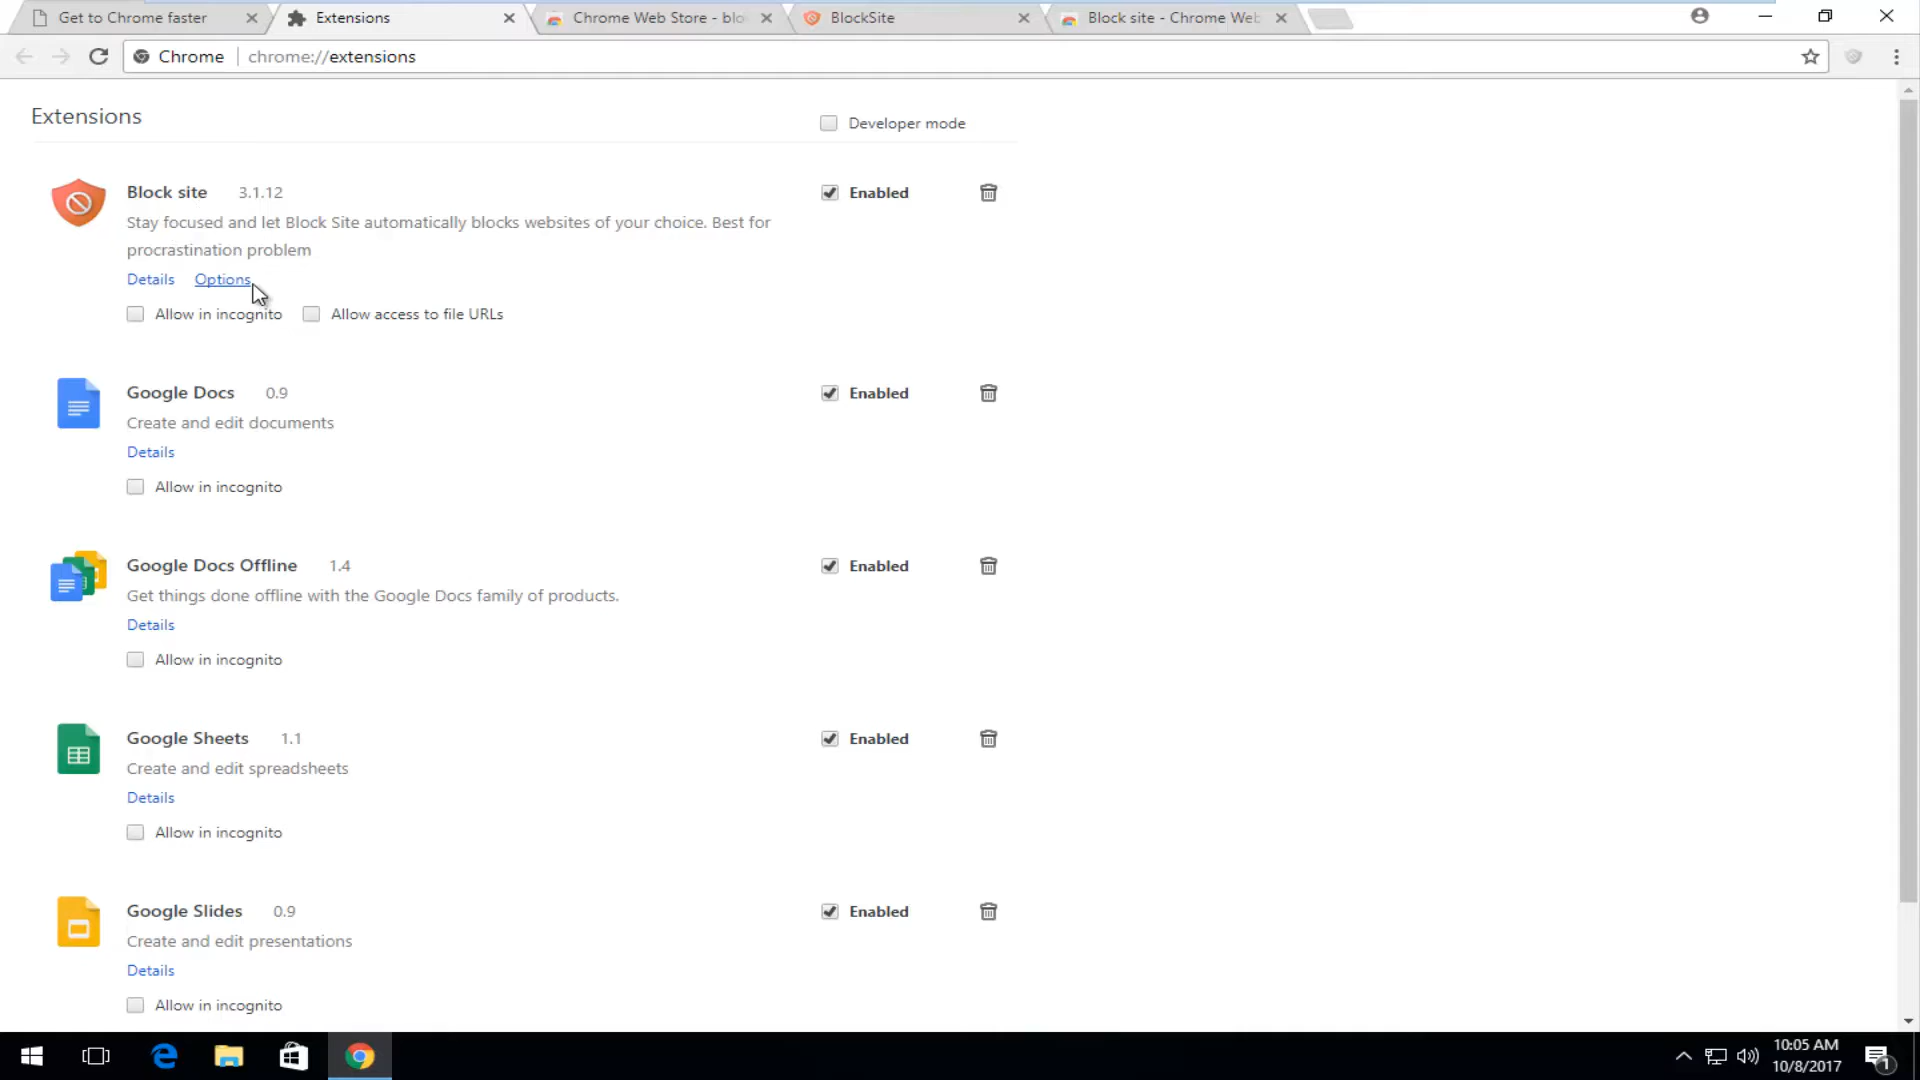 Get to Chrome faster
Extensions
Chrome Web Store - blo
BlockSite
Block site - Chrome Web
Chrome
chrome://extensions
Extensions
Developer mode
Block site 3.1.12
Enabled
Stay focused and let Block Site automatically blocks websites of your choice. Best for
procrastination problem
Details Options
Allow in incognito Allow access to file URLs
Google Docs 0.9
Enabled
Create and edit documents
Details
Allow in incognito
Google Docs Offline 1.4
Enabled
Get things done offline with the Google Docs family of products.
Details
Allow in incognito
Google Sheets 1.1
Enabled
Create and edit spreadsheets
Details
Allow in incognito
Google Slides 0.9
Enabled
Create and edit presentations
Details
Allow in incognito
10:05 AM
10/8/2017
1